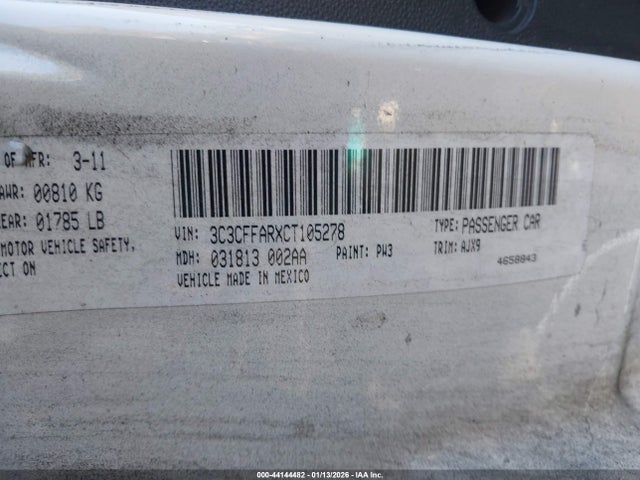 OF MFR: 3-11
AWR: 00810 KG
EAR: 01785 LB
MOTOR VEHICLE SAFETY,
ECT ON
VIN: 3C3CFFARXCT105278
TYPE: PASSENGER CAR
MDH: 031813 002AA
PAINT: PW3
TRIM: AJX9
VEHICLE MADE IN MEXICO
4658843
000-44144482 - 01/13/2026 - IAA Inc.